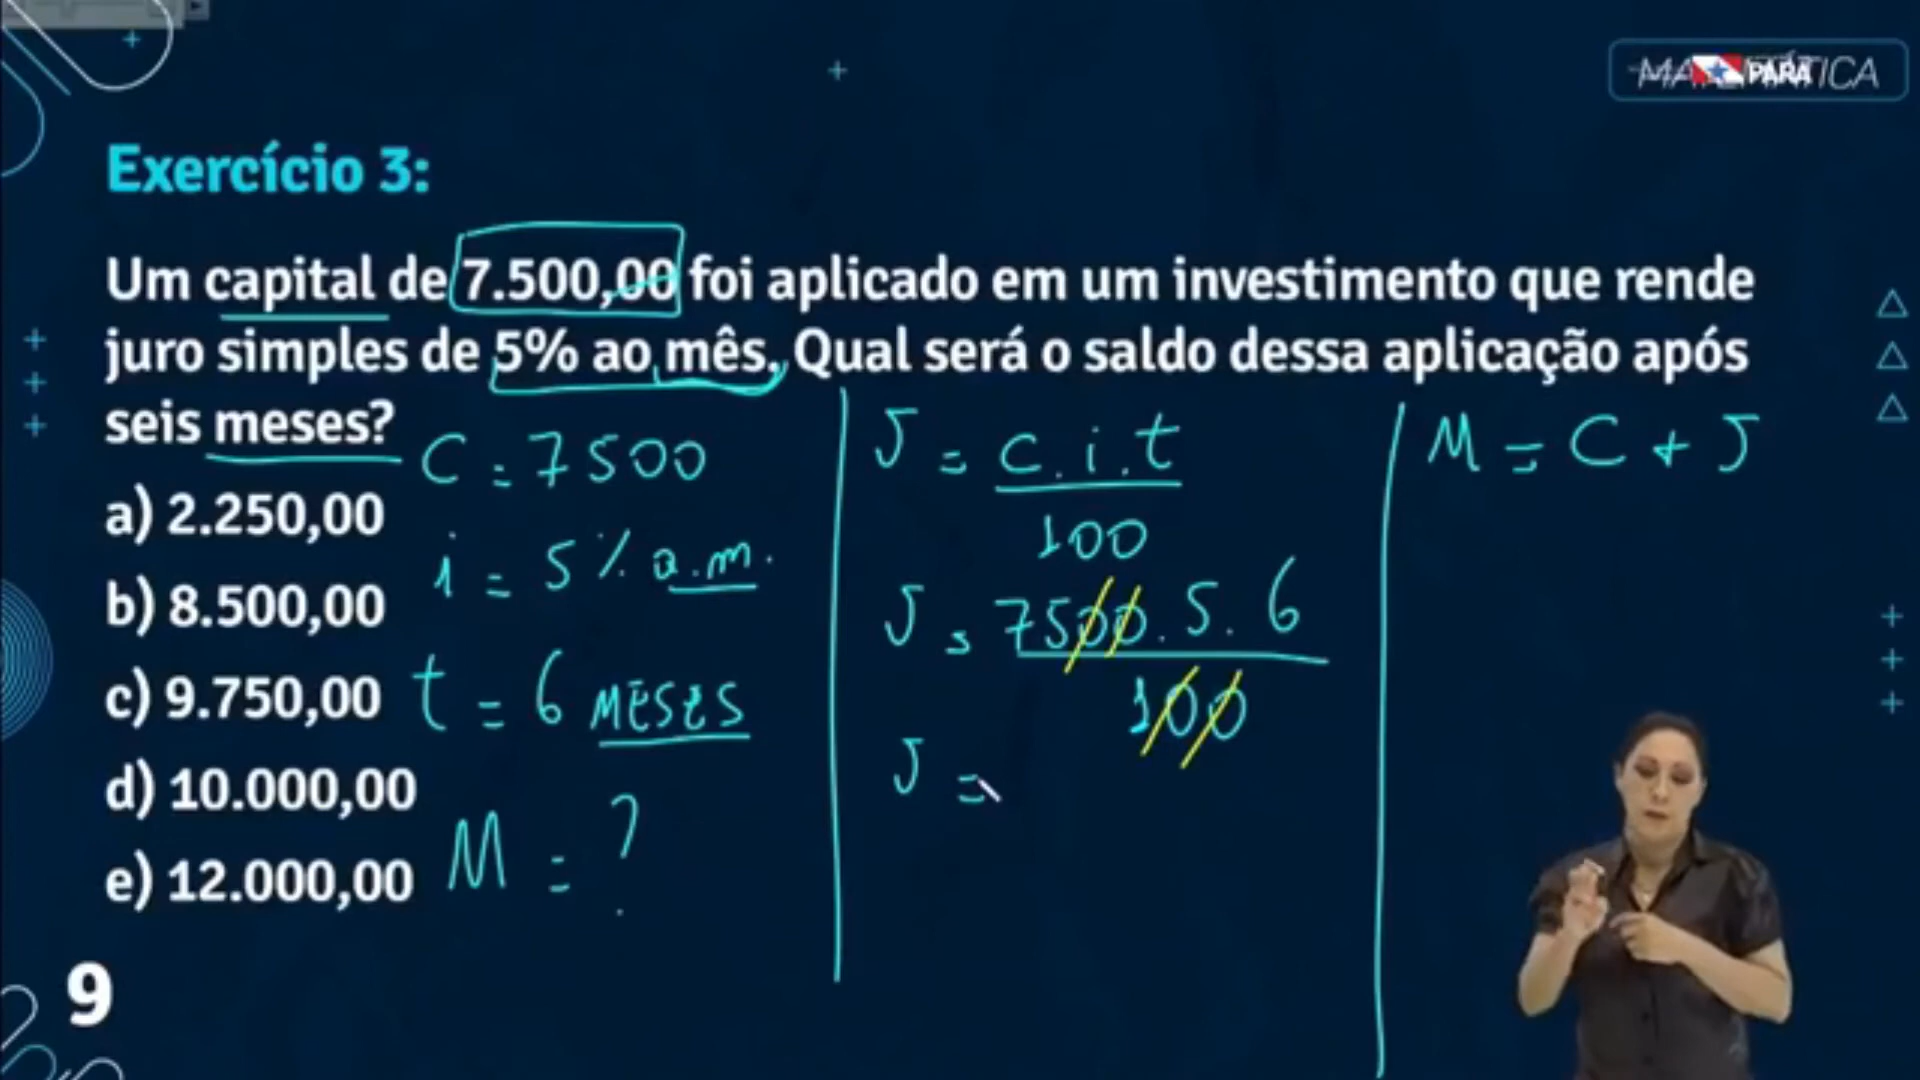 MATEMÁTICA
PARÁ
Exercício 3:
Um capital de 7.500,00 foi aplicado em um investimento que rende
juro simples de 5% ao mês. Qual será o saldo dessa aplicação após
seis meses?
a) 2.250,00
b) 8.500,00
c) 9.750,00
d) 10.000,00
e) 12.000,00
C = 7500
i = 5% a.m.
t = 6 MESES
M = ?
J = C.i.t
100
J = 7500.5.6
100
J =
M = C + J
9